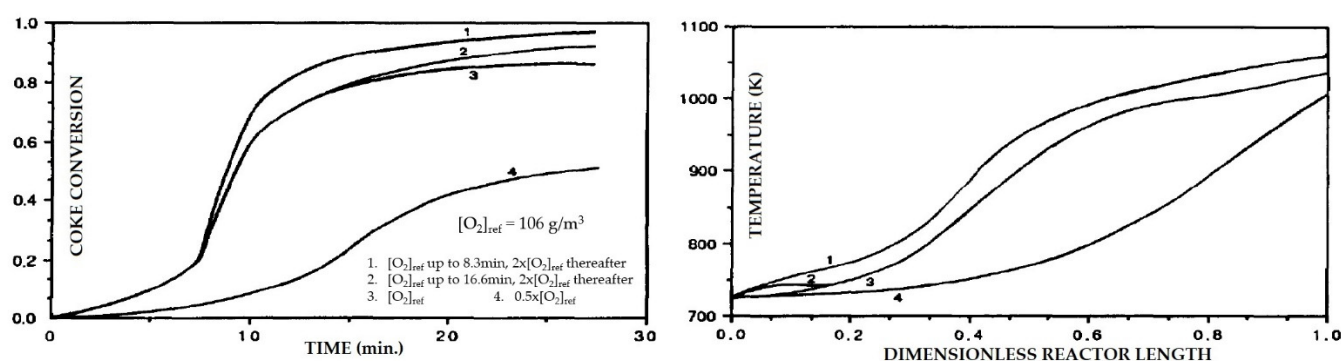 1.0
0.8
0.6
0.4
0.2
0.0
COKE CONVERSION
1
2
3
4
[O₂]ref = 106 g/m³
1. [O₂]ref up to 8.3min, 2x[O₂]ref thereafter
2. [O₂]ref up to 16.6min, 2x[O₂]ref thereafter
3. [O₂]ref 4. 0.5x[O₂]ref
0 10 20 30
TIME (min.)
1100
1000
900
800
700
TEMPERATURE (K)
1
2
3
4
0.0 0.2 0.4 0.6 0.8 1.0
DIMENSIONLESS REACTOR LENGTH